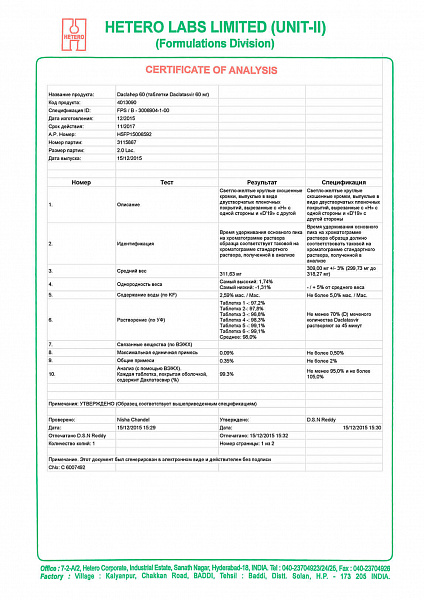 HETERO
HETERO LABS LIMITED (UNIT-II)
(Formulations Division)
CERTIFICATE OF ANALYSIS
Название продукта: Daclahep 60 (таблетки Daclatasvir 60 мг)
Код продукта: 4013090
Спецификация ID: FPS / B - 3008904-1-00
Дата изготовления: 12/2015
Срок действия: 11/2017
A.P. Номер: H5FP15008592
Номер партии: 3115867
Размер партии: 2.0 Lac.
Дата выпуска: 15/12/2015
Номер Тест Результат Спецификация
1. Описание
Светло-желтые круглые скошенные кромки, выпуклые в виде двустворчатых пленочных покрытий, вырезанные с «H» с одной стороны и «D'19» с другой
Светло-желтые круглые скошенные кромки, выпуклые в виде двустворчатых пленочных покрытий, вырезанные с «H» с одной стороны и «D'19» с другой
2. Идентификация
Время удерживания основного пика на хроматограмме раствора образца соответствует таковой на хроматограмме стандартного раствора, полученной в анализе
Время удерживания основного пика на хроматограмме раствора образца должно соответствовать таковой на хроматограмме стандартного раствора, полученной в анализе
3. Средний вес 311,63 мг 309,00 мг +/- 3% (299,73 мг до 318,27 мг)
4. Однородность веса
Самый высокий: 1,74%
Самый низкий: -1,31%
- / + 5% от среднего веса
5. Содержание воды (по KF) 2,59% мас. / Мас. Не более 5,0% мас. / Мас.
6. Растворение (по УФ)
Таблетка 1 -: 97,2%
Таблетка 2-: 97,8%
Таблетка 3 -: 98,6%
Таблетка 4 -: 98,3%
Таблетка 5 -: 99,1%
Таблетка 6 -: 99,1%
Среднее: 98,0%
Не менее 70% (D) меченого количества Daclatasvir растворяют за 45 минут
7. Связанные вещества (по ВЭЖХ)
8. Максимальная единичная примесь 0,09% Не более 0,50%
9. Общие примеси 0.35% Не более 2%
10. Анализ (с помощью ВЭЖХ). Каждая таблетка, покрытая оболочкой, содержит Даклатасвир (%)
99.3%
Не менее 95,0% и не более 105,0%
Примечания: УТВЕРЖДЕНО (Образец соответствует вышеприведенным спецификациям)
Проверено: Nisha Chandel Утверждено: D.S.N Reddy
Дата: 15/12/2015 15:29 Дата: 15/12/2015 15:30
Отпечатано D.S.N Reddy Отпечатано: 15/12/2015 15:32
Количество копий: 1 Номер страницы: 1 из 2
Примечание. Этот документ был сгенерирован в электронном виде и действителен без подписи
C 6007492
Office : 7-2-A/2, Hetero Corporate, Industrial Estate, Sanath Nagar, Hyderabad-18, INDIA. Tel : 040-23704923/24/25, Fax : 040-23704926
Factory : Village : Kalyanpur, Chakkan Road, BADDI, Tehsil : Baddi, Distt. Solan, H.P. - 173 205 INDIA.